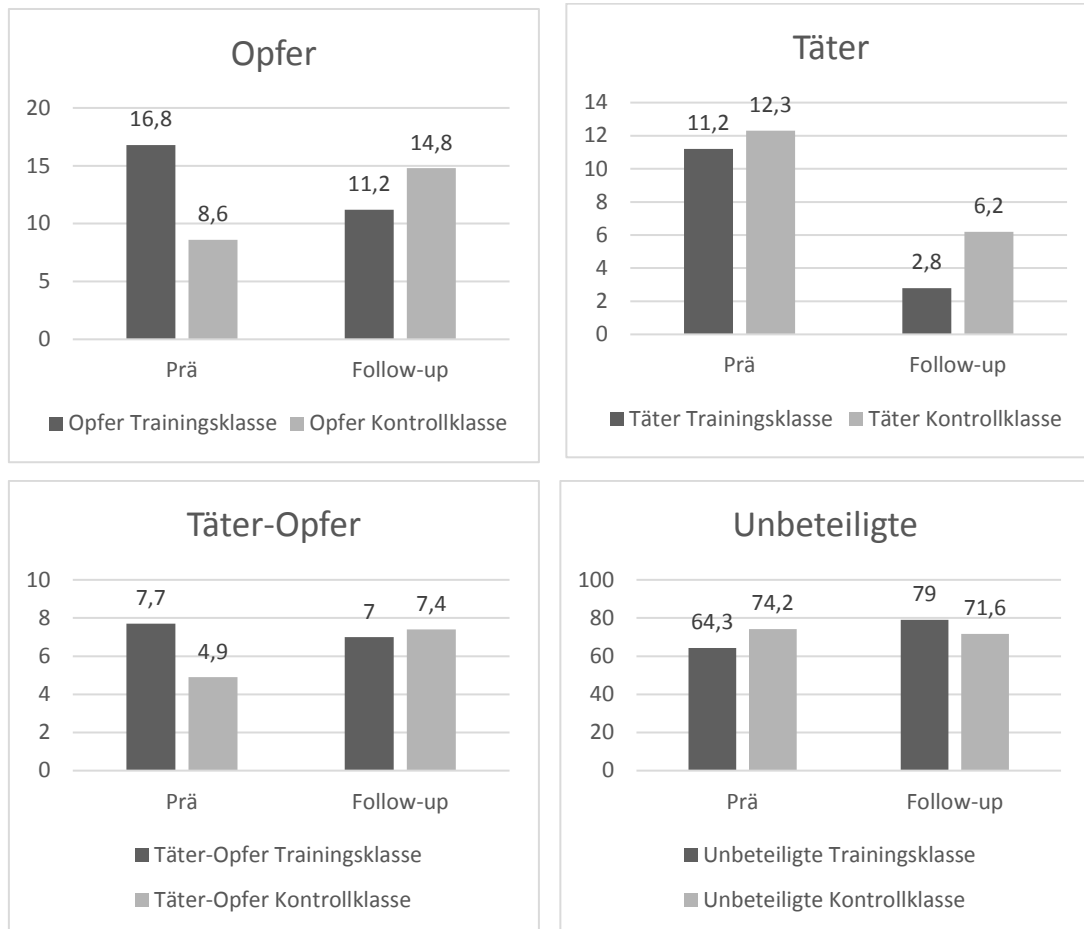 Opfer
20
15
10
5
0
16,8
8,6
11,2
14,8
Prä Follow-up
Opfer Trainingsklasse Opfer Kontrollklasse
Täter
14
12
10
8
6
4
2
0
11,2
12,3
2,8
6,2
Prä Follow-up
Täter Trainingsklasse Täter Kontrollklasse
Täter-Opfer
10
8
6
4
2
0
7,7
4,9
7
7,4
Prä Follow-up
Täter-Opfer Trainingsklasse
Täter-Opfer Kontrollklasse
Unbeteiligte
100
80
60
40
20
0
64,3
74,2
79
71,6
Prä Follow-up
Unbeteiligte Trainingsklasse
Unbeteiligte Kontrollklasse